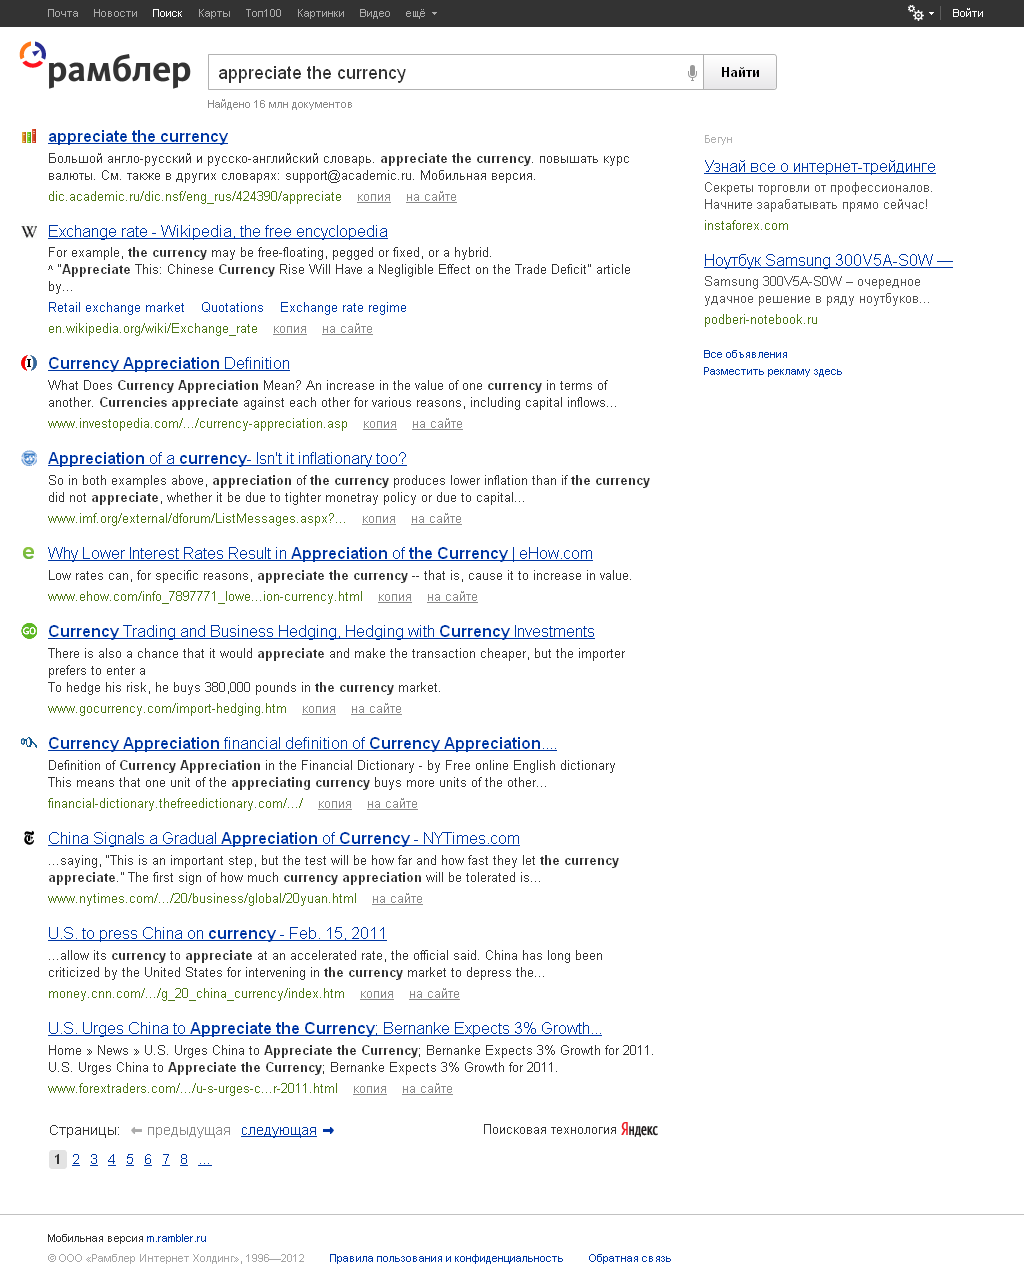 Почта Новости Поиск Карты Топ100 Картинки Видео ещё Войти
рамблер appreciate the currency Найти
Найдено 16 млн документов
appreciate the currency
Большой англо-русский и русско-английский словарь. appreciate the currency. повышать курс
валюты. См. также в других словарях: support@academic.ru. Мобильная версия.
dic.academic.ru/dic.nsf/eng_rus/424390/appreciate копия на сайте
W Exchange rate - Wikipedia, the free encyclopedia
For example, the currency may be free-floating, pegged or fixed, or a hybrid.
^ "Appreciate This: Chinese Currency Rise Will Have a Negligible Effect on the Trade Deficit" article
by...
Retail exchange market Quotations Exchange rate regime
en.wikipedia.org/wiki/Exchange_rate копия на сайте
Currency Appreciation Definition
What Does Currency Appreciation Mean? An increase in the value of one currency in terms of
another. Currencies appreciate against each other for various reasons, including capital inflows...
www.investopedia.com/.../currency-appreciation.asp копия на сайте
Appreciation of a currency- Isn't it inflationary too?
So in both examples above, appreciation of the currency produces lower inflation than if the currency
did not appreciate, whether it be due to tighter monetray policy or due to capital...
www.imf.org/external/dforum/ListMessages.aspx?... копия на сайте
e Why Lower Interest Rates Result in Appreciation of the Currency | eHow.com
Low rates can, for specific reasons, appreciate the currency -- that is, cause it to increase in value.
www.ehow.com/info_7897771_lowe...ion-currency.html копия на сайте
GO Currency Trading and Business Hedging, Hedging with Currency Investments
There is also a chance that it would appreciate and make the transaction cheaper, but the importer
prefers to enter a
To hedge his risk, he buys 380,000 pounds in the currency market.
www.gocurrency.com/import-hedging.htm копия на сайте
Currency Appreciation financial definition of Currency Appreciation....
Definition of Currency Appreciation in the Financial Dictionary - by Free online English dictionary
This means that one unit of the appreciating currency buys more units of the other...
financial-dictionary.thefreedictionary.com/.../ копия на сайте
China Signals a Gradual Appreciation of Currency - NYTimes.com
...saying, "This is an important step, but the test will be how far and how fast they let the currency
appreciate." The first sign of how much currency appreciation will be tolerated is...
www.nytimes.com/.../20/business/global/20yuan.html на сайте
U.S. to press China on currency - Feb. 15, 2011
...allow its currency to appreciate at an accelerated rate, the official said. China has long been
criticized by the United States for intervening in the currency market to depress the...
money.cnn.com/.../g_20_china_currency/index.htm копия на сайте
U.S. Urges China to Appreciate the Currency; Bernanke Expects 3% Growth...
Home » News » U.S. Urges China to Appreciate the Currency; Bernanke Expects 3% Growth for 2011.
U.S. Urges China to Appreciate the Currency; Bernanke Expects 3% Growth for 2011.
www.forextraders.com/.../u-s-urges-c...r-2011.html копия на сайте
Бегун
Узнай все о интернет-трейдинге
Секреты торговли от профессионалов.
Начните зарабатывать прямо сейчас!
instaforex.com
Ноутбук Samsung 300V5A-S0W —
Samsung 300V5A-S0W – очередное
удачное решение в ряду ноутбуков...
podberi-notebook.ru
Все объявления
Разместить рекламу здесь
Страницы: предыдущая следующая Поисковая технология Яндекс
1 2 3 4 5 6 7 8 ...
Мобильная версия m.rambler.ru
© ООО «Рамблер Интернет Холдинг», 1996—2012 Правила пользования и конфиденциальность Обратная связь